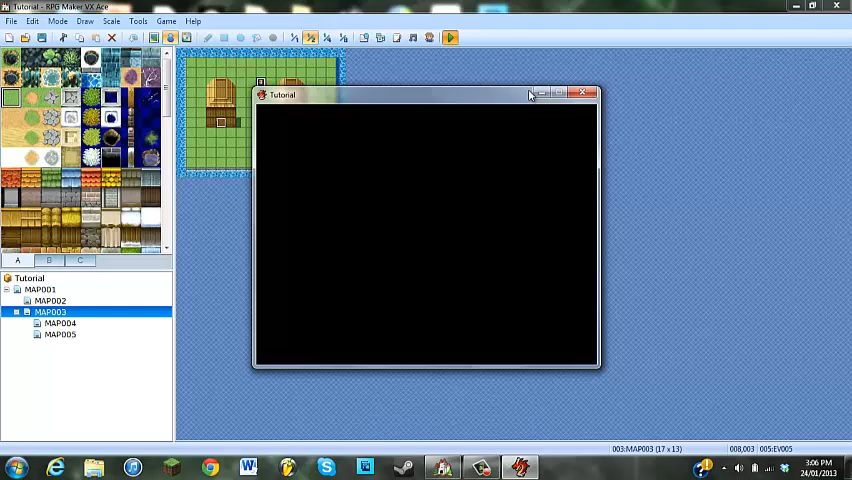 Tutorial - RPG Maker VX Ace
File Edit Mode Draw Scale Tools Game Help
Tutorial
A B C
Tutorial
MAP001
MAP002
MAP003
MAP004
MAP005
003:MAP003 (17 x 13) 008,003 005:EV005
3:06 PM
24/01/2013